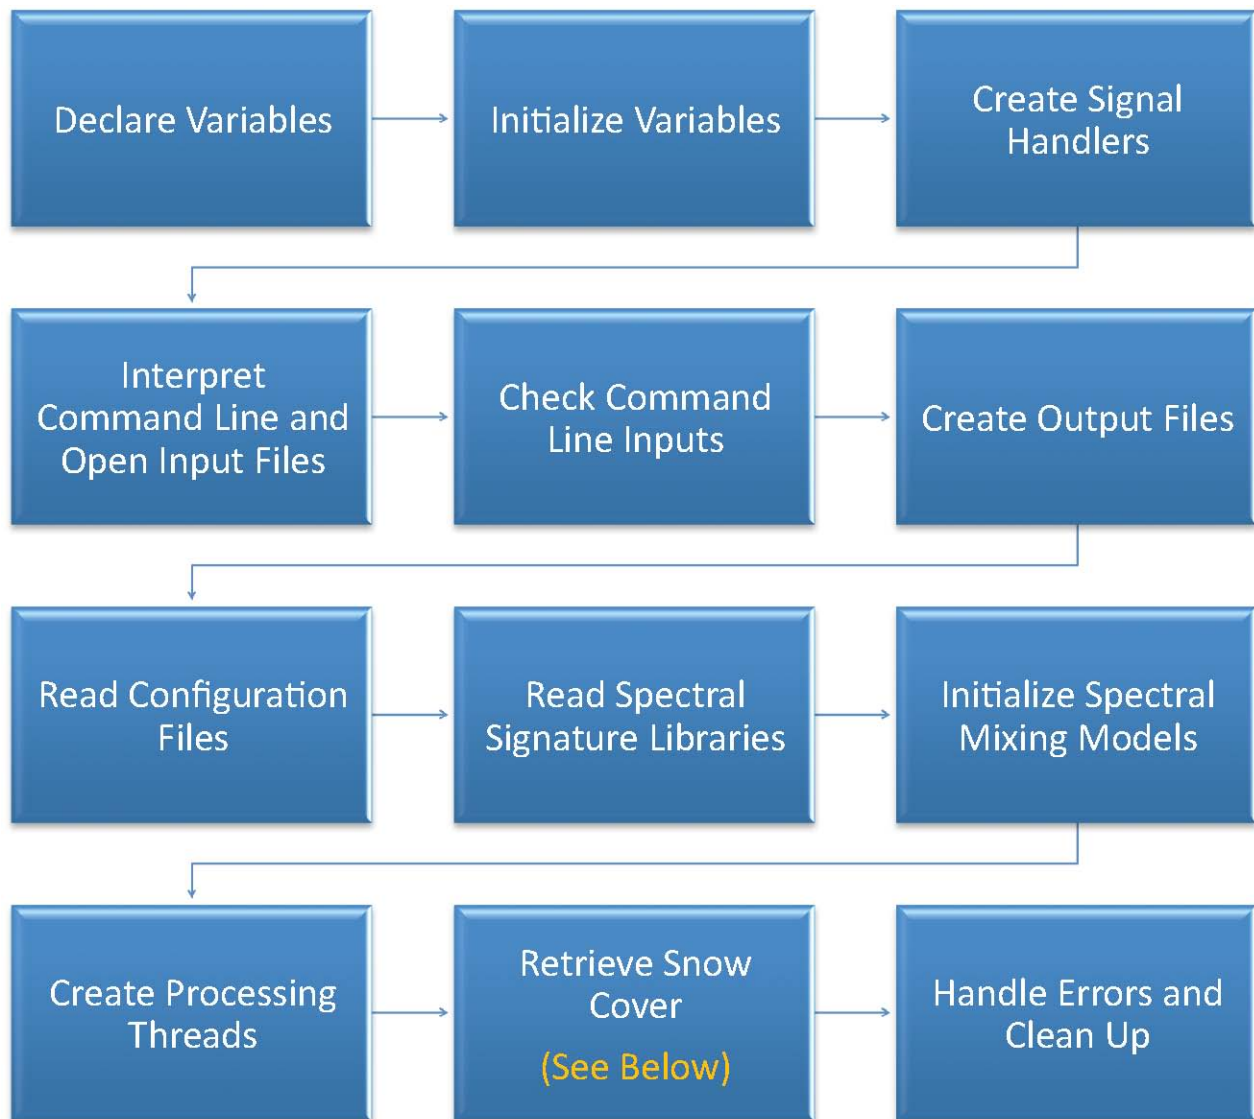 Declare Variables
Initialize Variables
Create Signal
Handlers
Interpret
Command Line and
Open Input Files
Check Command
Line Inputs
Create Output Files
Read Configuration
Files
Read Spectral
Signature Libraries
Initialize Spectral
Mixing Models
Create Processing
Threads
Retrieve Snow
Cover
(See Below)
Handle Errors and
Clean Up